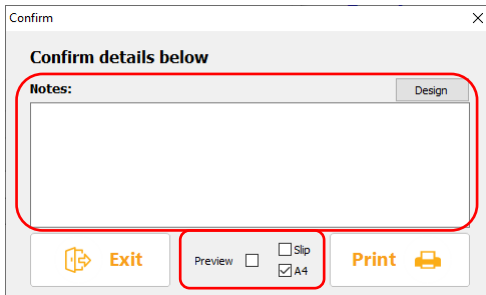 Confirm
Confirm details below
Notes:
Design
Exit
Preview
Slip
A4
Print